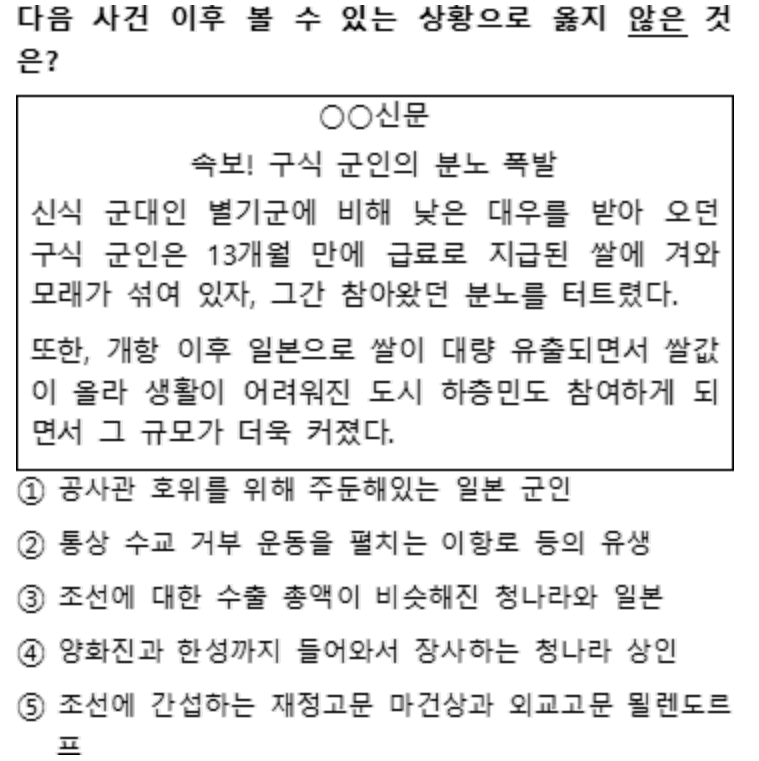 다음 사건 이후 볼 수 있는 상황으로 옳지 않은 것
은?
○○신문
속보! 구식 군인의 분노 폭발
신식 군대인 별기군에 비해 낮은 대우를 받아 오던
구식 군인은 13개월 만에 급료로 지급된 쌀에 겨와
모래가 섞여 있자, 그간 참아왔던 분노를 터트렸다.
또한, 개항 이후 일본으로 쌀이 대량 유출되면서 쌀값
이 올라 생활이 어려워진 도시 하층민도 참여하게 되
면서 그 규모가 더욱 커졌다.
① 공사관 호위를 위해 주둔해있는 일본 군인
② 통상 수교 거부 운동을 펼치는 이항로 등의 유생
③ 조선에 대한 수출 총액이 비슷해진 청나라와 일본
④ 양화진과 한성까지 들어와서 장사하는 청나라 상인
⑤ 조선에 간섭하는 재정고문 마건상과 외교고문 묄렌도르
프